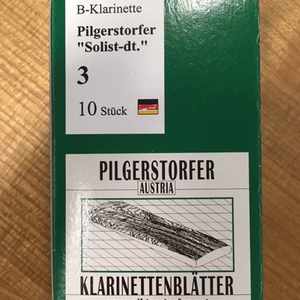 B-Klarinette
Pilgerstorfer
"Solist-dt."
3
10 Stück
PILGERSTORFER
AUSTRIA
KLARINETTENBLÄTTER